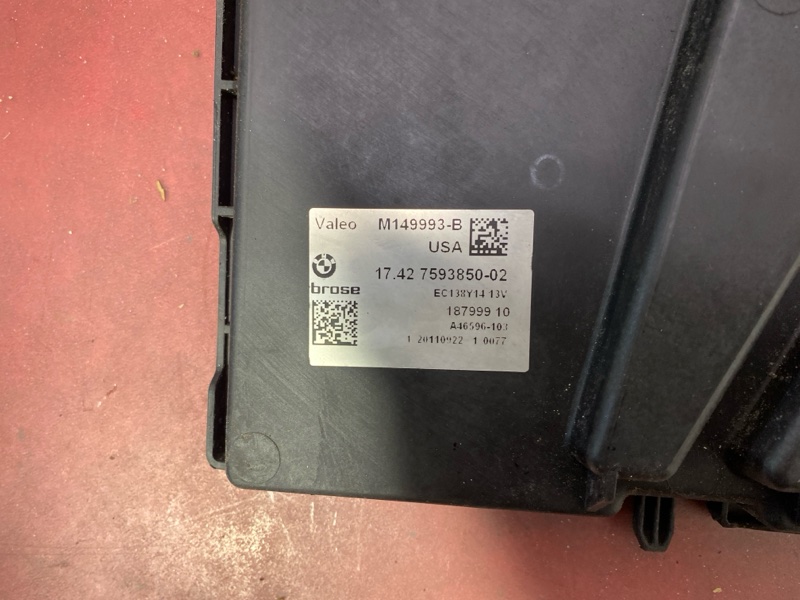 Valeo M149993-B
USA
17.42 7593850-02
brose
EC138Y14 13V
187999 10
A46596-103
1 20110922 1 0077